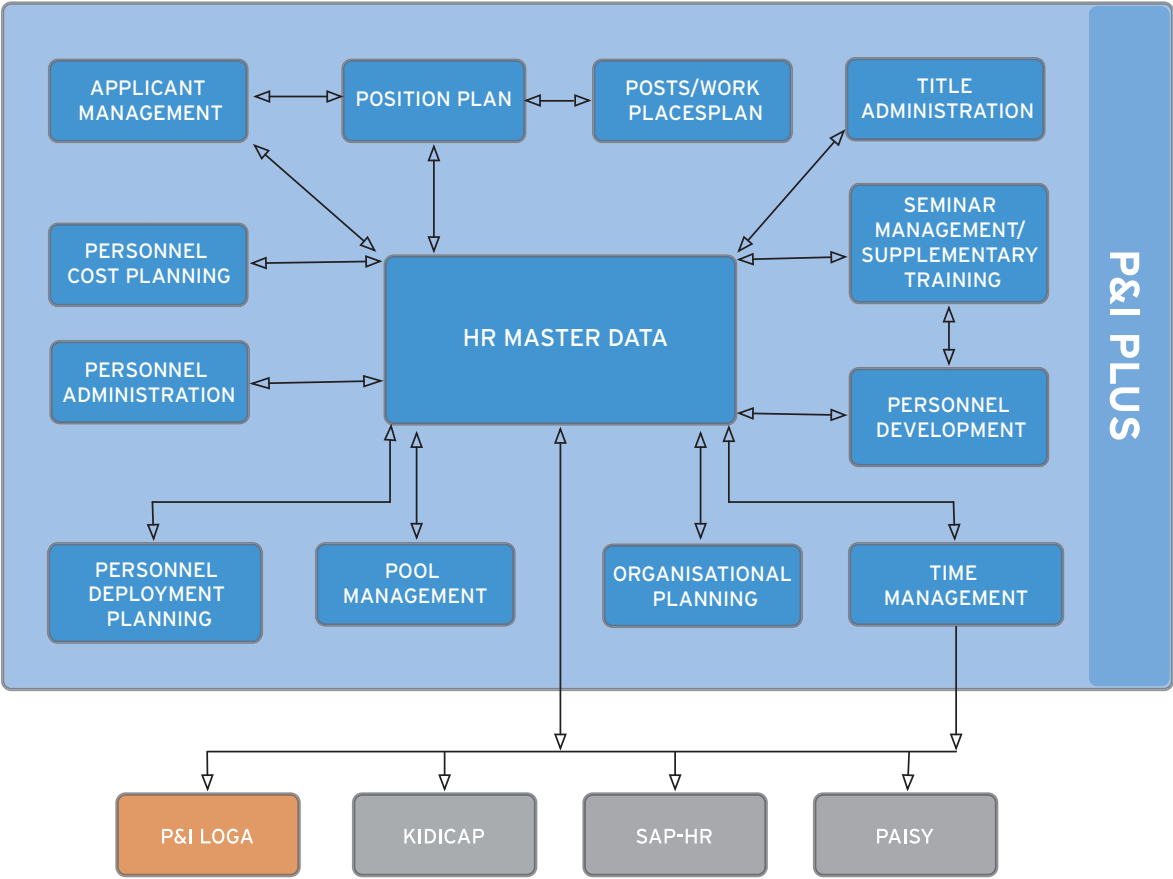 APPLICANT
MANAGEMENT
POSITION PLAN
POSTS/WORK
PLACESPLAN
TITLE
ADMINISTRATION
PERSONNEL
COST PLANNING
SEMINAR
MANAGEMENT/
SUPPLEMENTARY
TRAINING
HR MASTER DATA
PERSONNEL
ADMINISTRATION
PERSONNEL
DEVELOPMENT
P&I PLUS
PERSONNEL
DEPLOYMENT
PLANNING
POOL
MANAGEMENT
ORGANISATIONAL
PLANNING
TIME
MANAGEMENT
P&I LOGA
KIDICAP
SAP-HR
PAISY